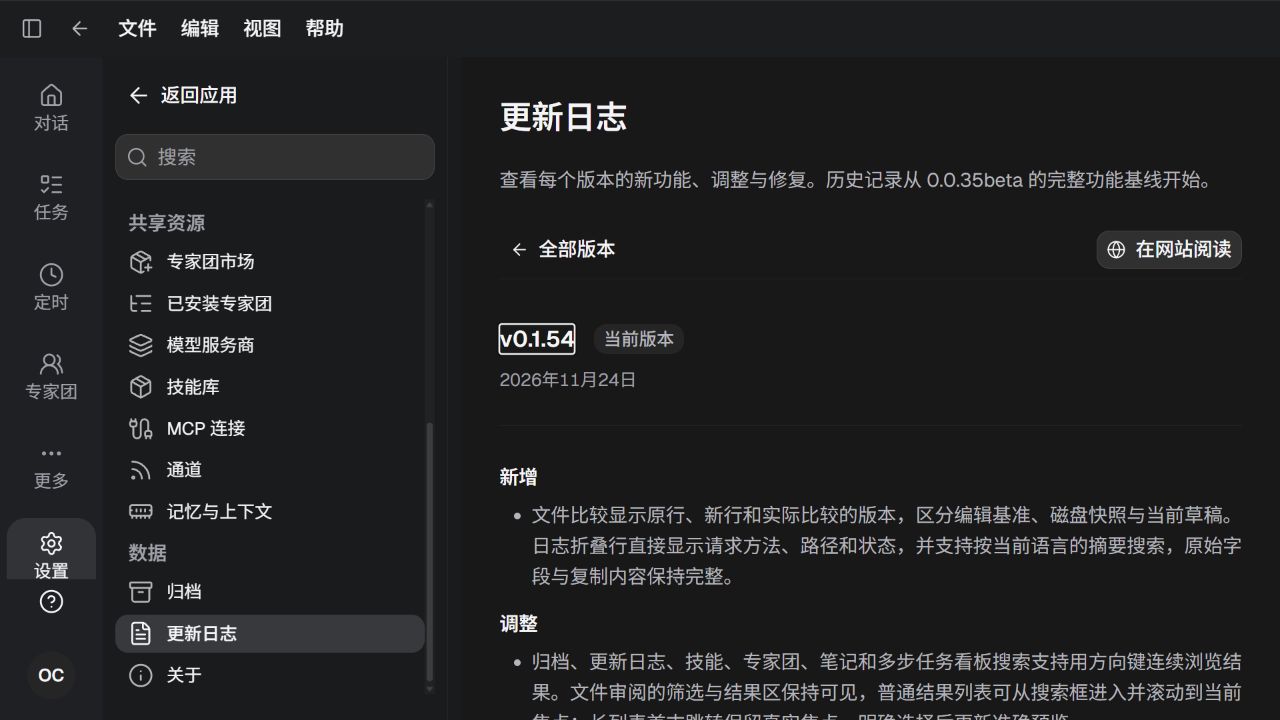 文件 编辑 视图 帮助
对话
任务
定时
专家团
更多
设置
OC
返回应用
搜索
共享资源
专家团市场
已安装专家团
模型服务商
技能库
MCP 连接
通道
记忆与上下文
数据
归档
更新日志
关于
更新日志
查看每个版本的新功能、调整与修复。历史记录从 0.0.35beta 的完整功能基线开始。
全部版本
在网站阅读
v0.1.54 当前版本
2026年11月24日
新增
文件比较显示原行、新行和实际比较的版本，区分编辑基准、磁盘快照与当前草稿。
日志折叠行直接显示请求方法、路径和状态，并支持按当前语言的摘要搜索，原始字
段与复制内容保持完整。
调整
归档、更新日志、技能、专家团、笔记和多步任务看板搜索支持用方向键连续浏览结
果。文件审阅的筛选与结果区保持可见，普通结果列表可从搜索框进入并滚动到当前